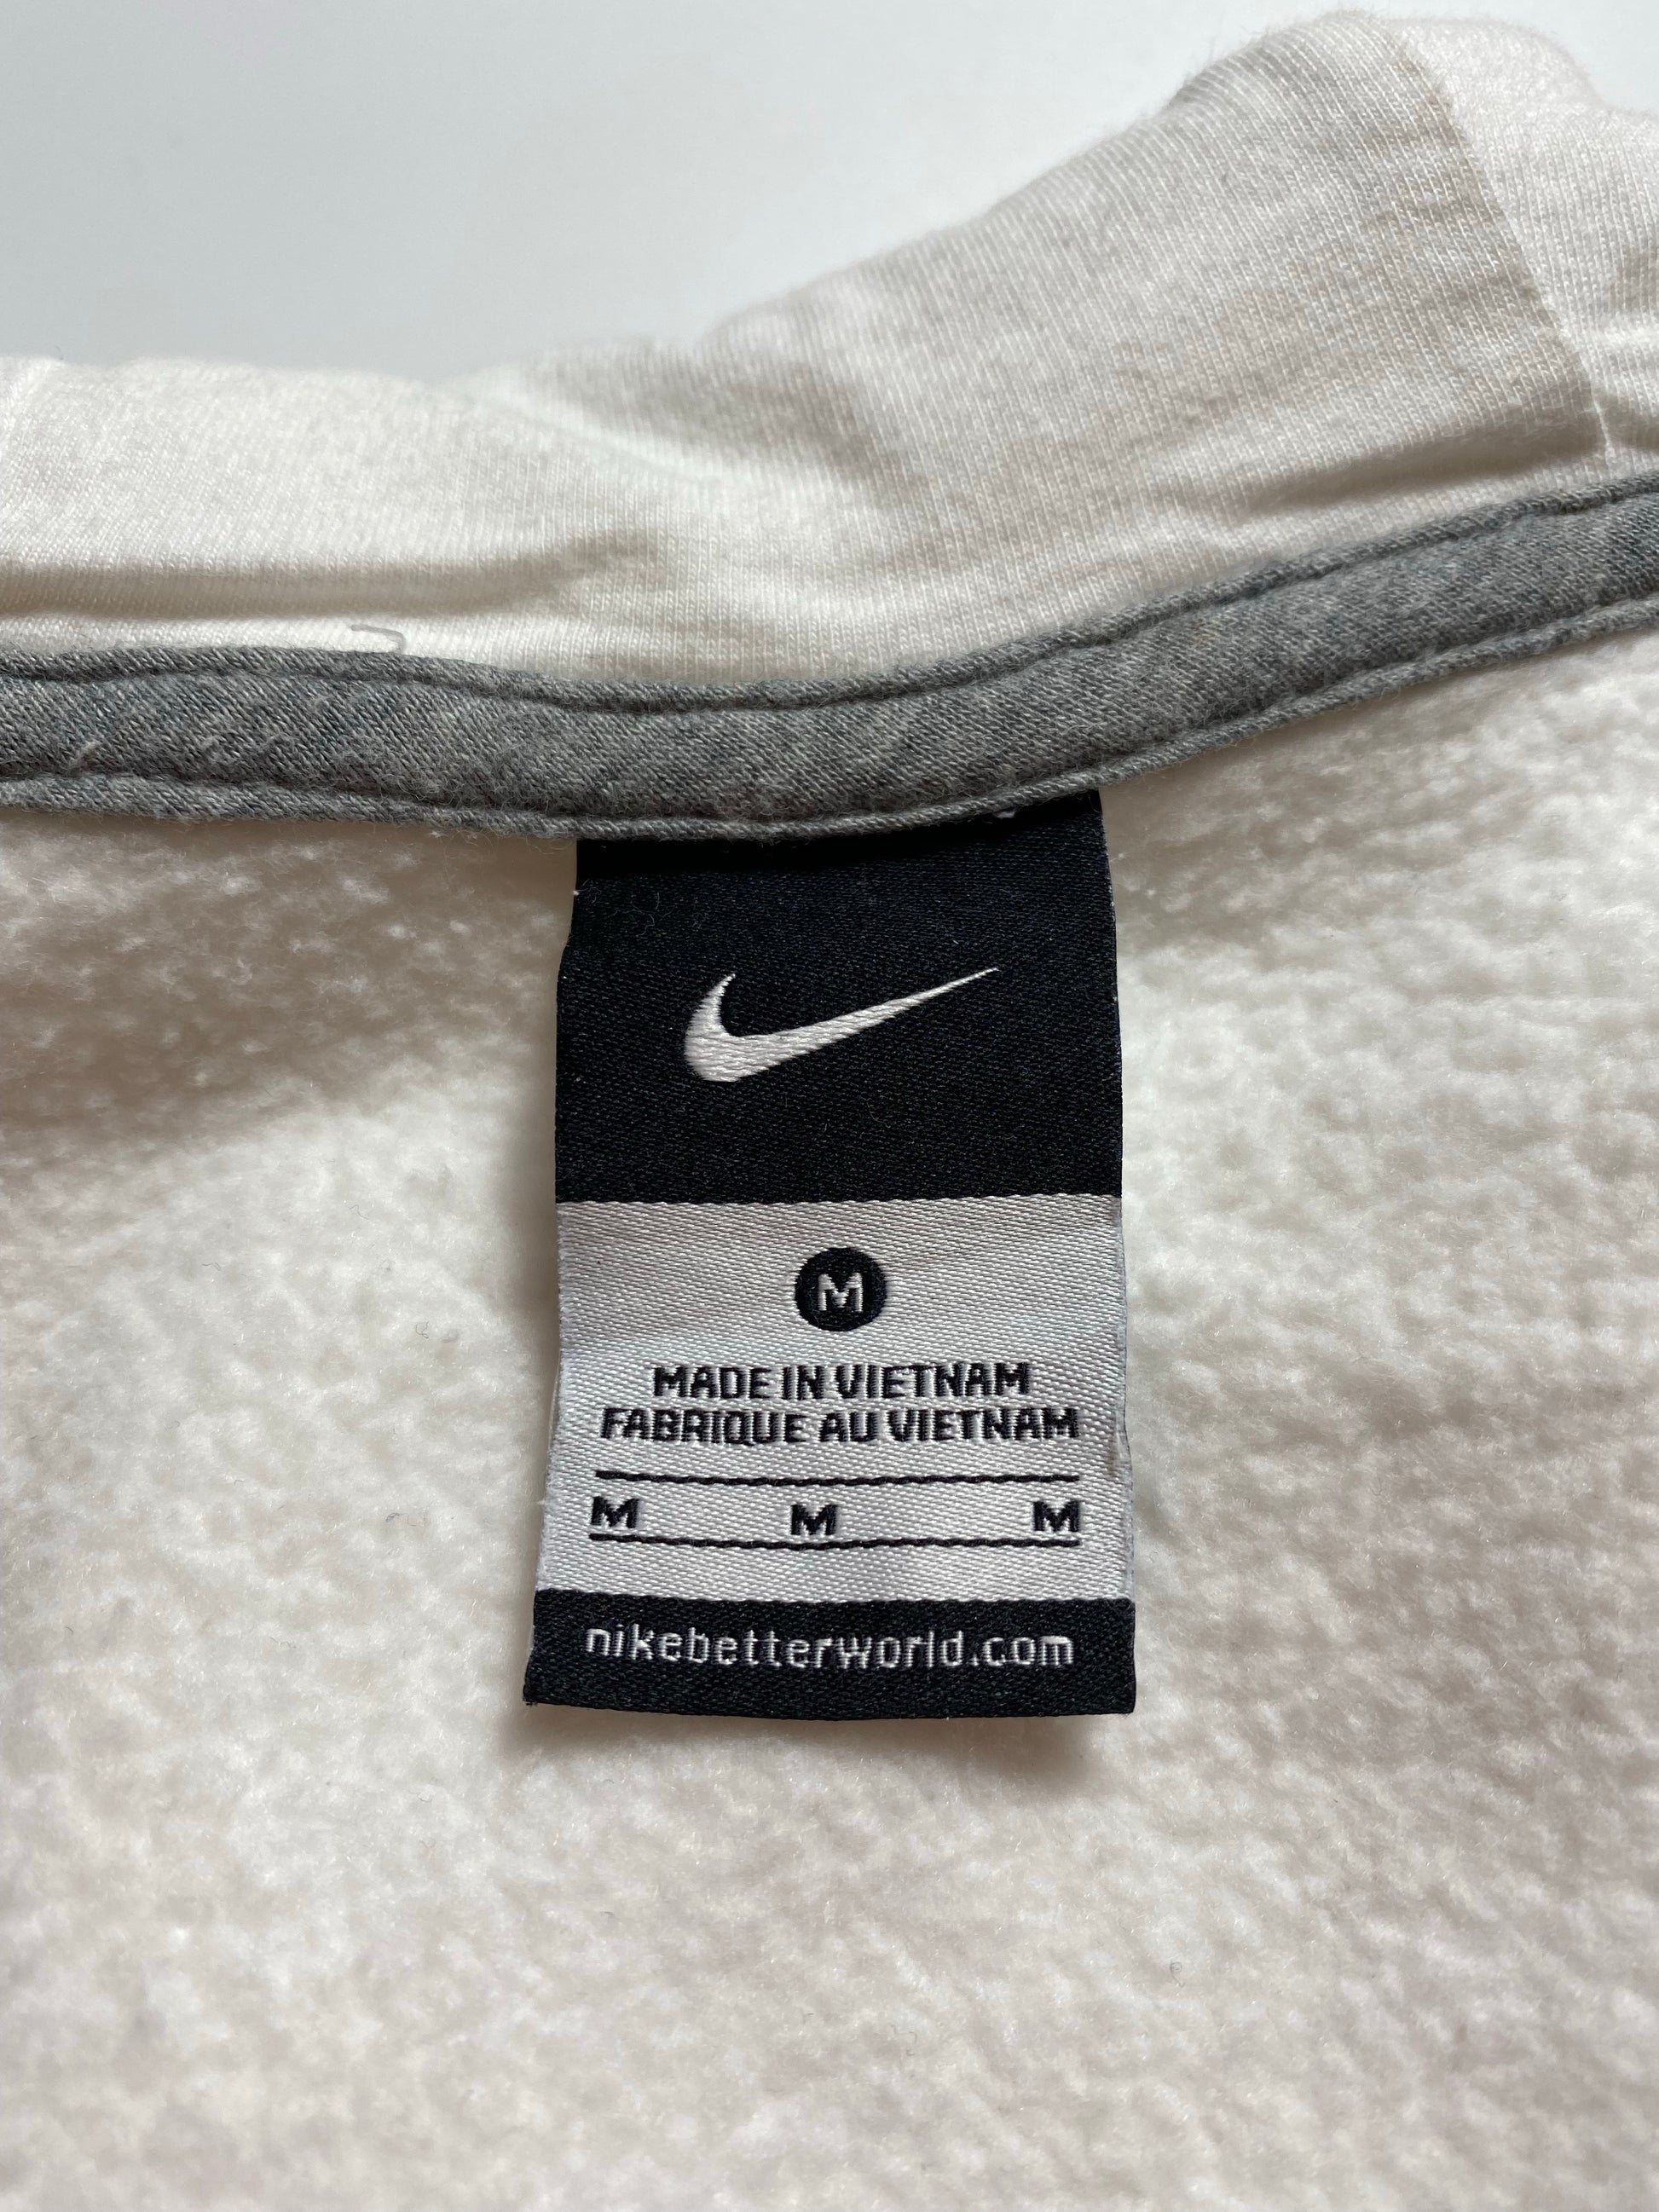 M
MADE IN VIETNAM
FABRIQUE AU VIETNAM
M M M
nikebetterworld.com